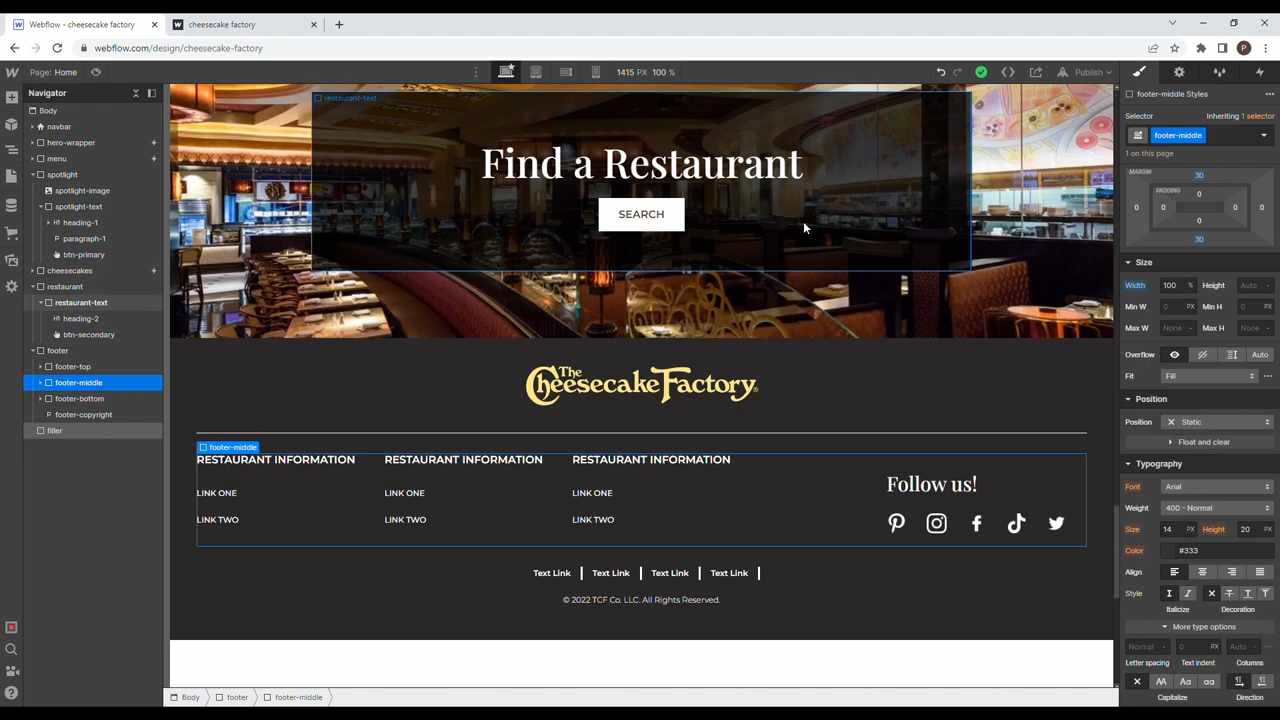 Webflow - cheesecake factory
cheesecake factory
webflow.com/design/cheesecake-factory
P
Page: Home
1415 PX 100 %
Publish
Navigator
Body
navbar
hero-wrapper
menu
spotlight
spotlight-image
spotlight-text
H1 heading-1
P paragraph-1
btn-primary
cheesecakes
restaurant
restaurant-text
H1 heading-2
btn-secondary
footer
footer-top
footer-middle
footer-bottom
P footer-copyright
filler
restaurant-text
Find a Restaurant
SEARCH
The Cheesecake Factory®
footer-middle
RESTAURANT INFORMATION RESTAURANT INFORMATION RESTAURANT INFORMATION
LINK ONE LINK ONE LINK ONE
LINK TWO LINK TWO LINK TWO
Follow us!
Text Link Text Link Text Link Text Link
© 2022 TCF Co. LLC. All Rights Reserved.
Body footer footer-middle
footer-middle Styles
Selector Inheriting 1 selector
footer-middle
1 on this page
MARGIN 30
PADDING 0
0 0 0 0
0
30
Size
Width 100 % Height Auto -
Min W 0 PX Min H 0 PX
Max W None - Max H None -
Overflow Auto
Fit Fill
Position
Position Static
Float and clear
Typography
Font Arial
Weight 400 - Normal
Size 14 PX Height 20 PX
Color #333
Align
Style
Italicize Decoration
More type options
Normal - 0 PX Auto -
Letter spacing Text indent Columns
AA Aa aa
Capitalize Direction